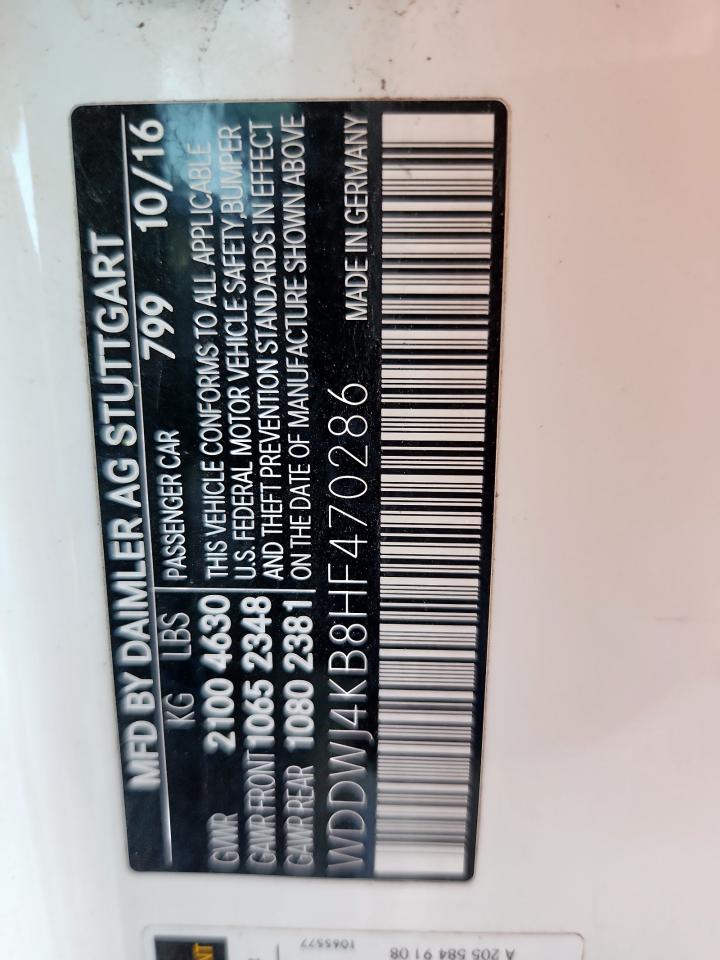 MFD BY DAIMLER AG STUTTGART
799 10/16
KG LBS PASSENGER CAR
GWR 2100 4630 THIS VEHICLE CONFORMS TO ALL APPLICABLE
U.S. FEDERAL MOTOR VEHICLE SAFETY,BUMPER
GAWR FRONT 1065 2348 AND THEFT PREVENTION STANDARDS IN EFFECT
GAWR REAR 1080 2381 ON THE DATE OF MANUFACTURE SHOWN ABOVE
WDDWJ4KB8HF470286 MADE IN GERMANY
A 205 584 91 08
1065577